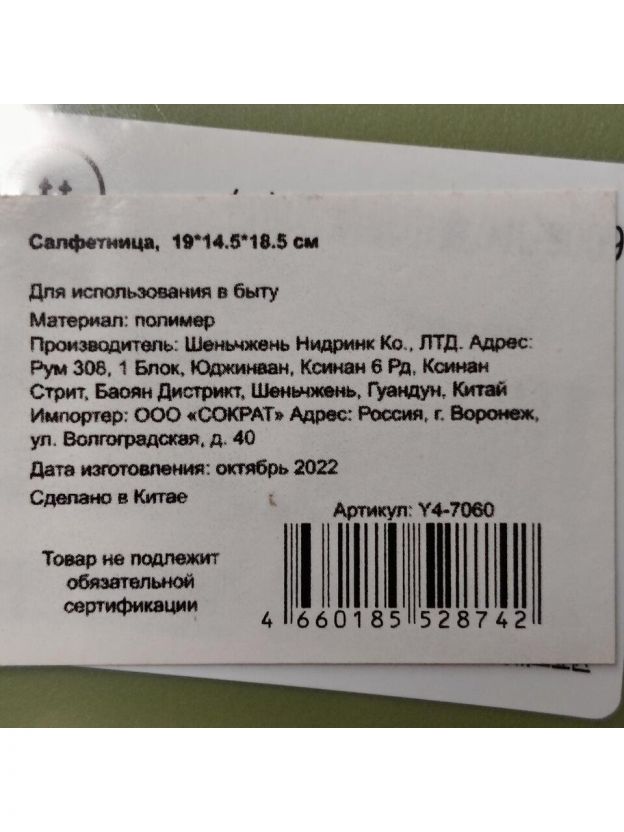 Салфетница, 19*14.5*18.5 см
Для использования в быту
Материал: полимер
Производитель: Шеньчжень Нидринк Ко., ЛТД. Адрес:
Рум 308, 1 Блок, Юджинван, Ксинан 6 Рд, Ксинан
Стрит, Баоян Дистрикт, Шеньчжень, Гуандун, Китай
Импортер: ООО «СОКРАТ» Адрес: Россия, г. Воронеж,
ул. Волгоградская, д. 40
Дата изготовления: октябрь 2022
Сделано в Китае
Артикул: Y4-7060
Товар не подлежит
обязательной
сертификации
4 660185 528742